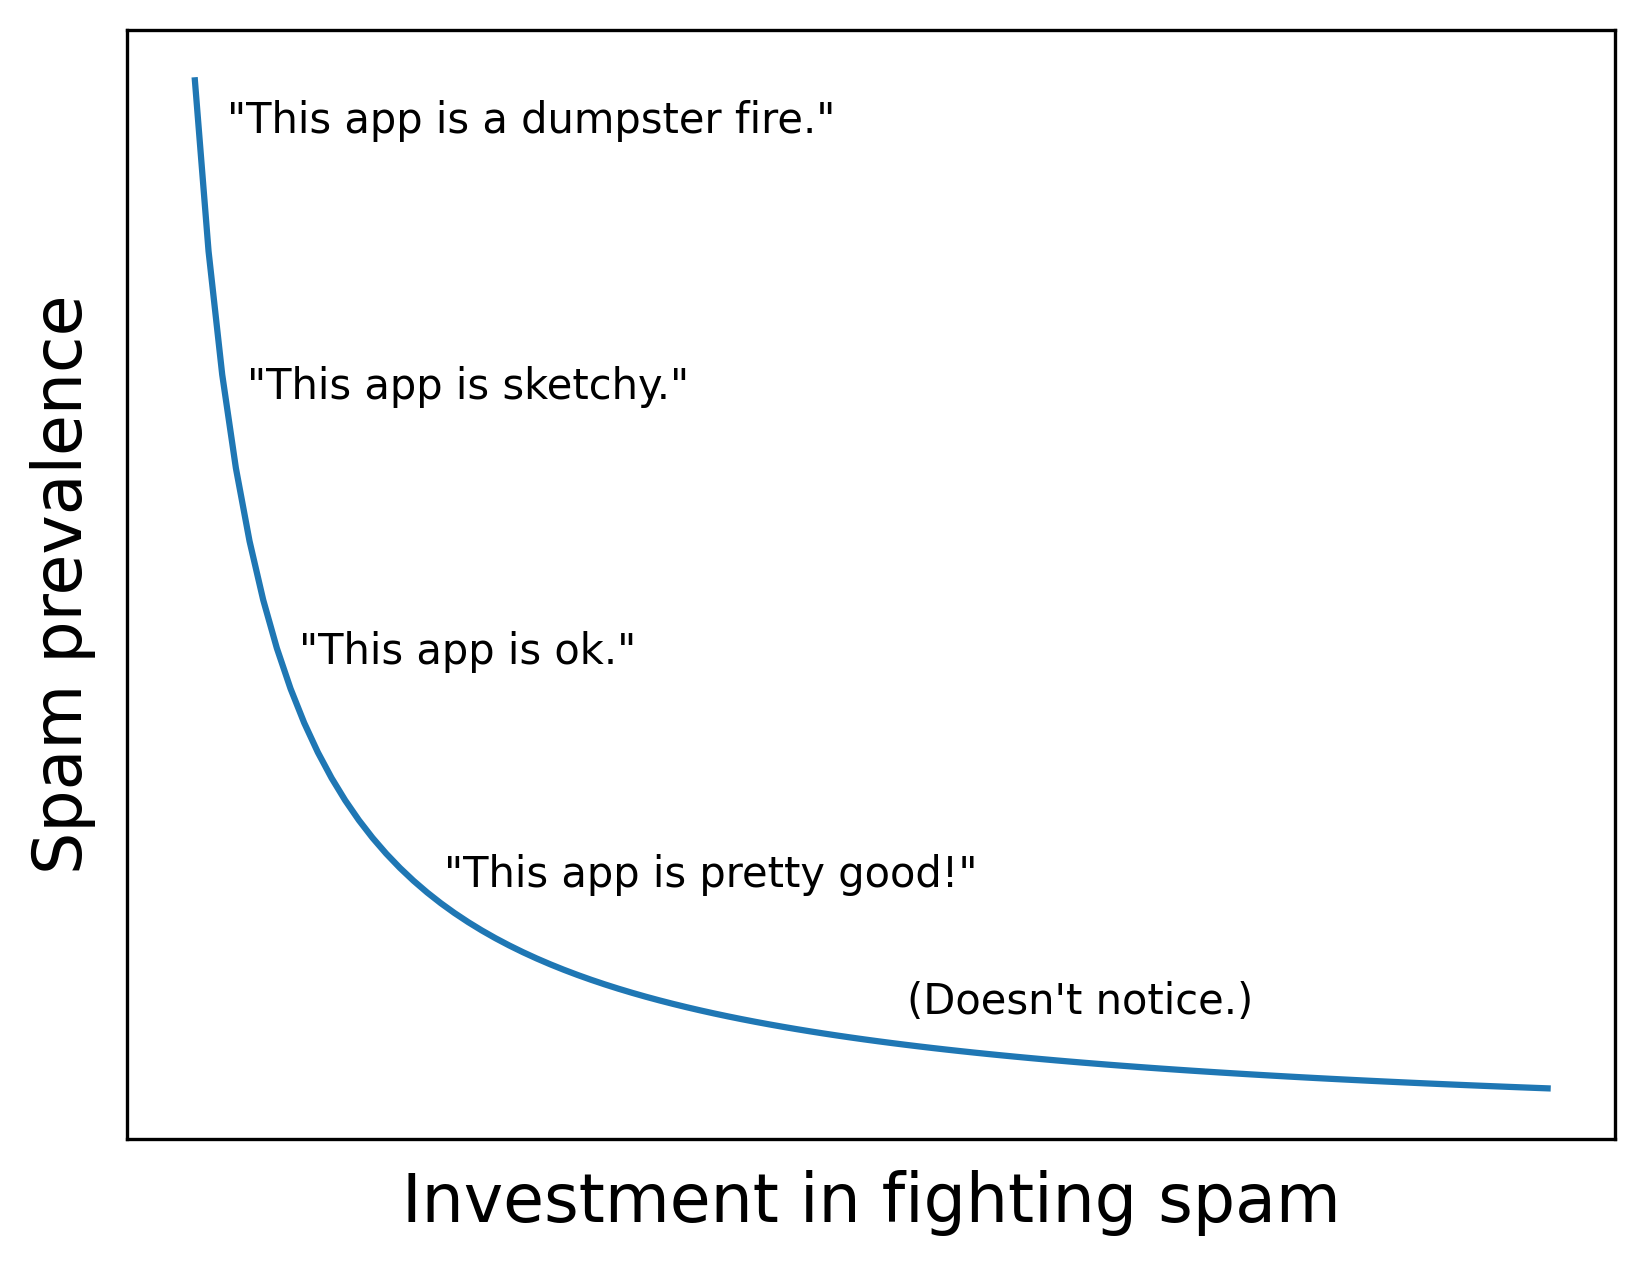 "This app is a dumpster fire."
"This app is sketchy."
"This app is ok."
"This app is pretty good!"
(Doesn't notice.)
Spam prevalence
Investment in fighting spam